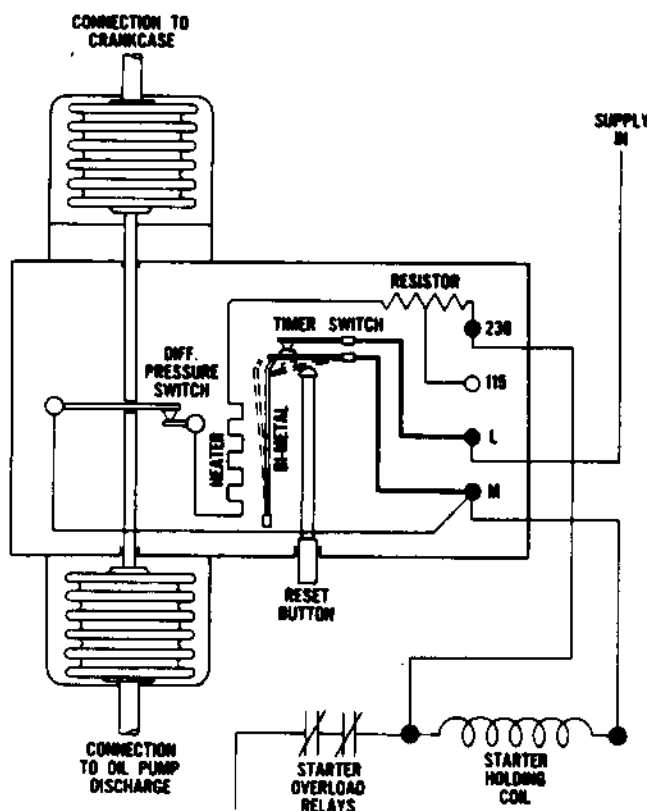 CONNECTION TO
CRANKCASE
SUPPLY
IN
RESISTOR
230
TIMER SWITCH
DIFF.
PRESSURE
SWITCH
115
HEATER
BI-METAL
L
M
RESET
BUTTON
CONNECTION
TO OIL PUMP
DISCHARGE
STARTER
OVERLOAD
RELAYS
STARTER
HOLDING
COIL